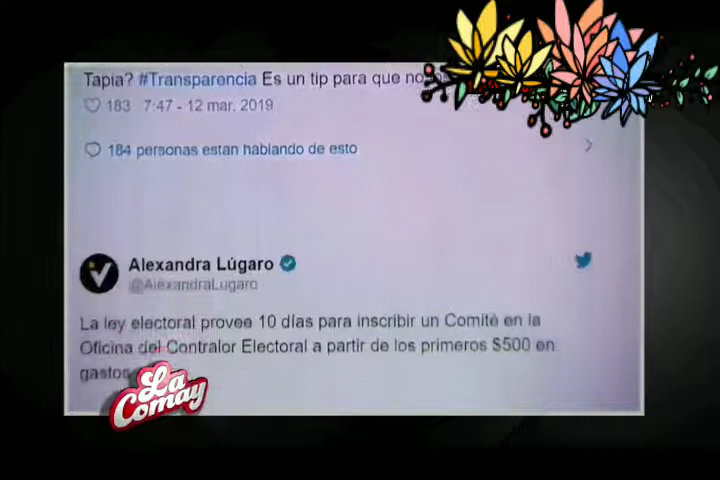 Tapia? #Transparencia Es un tip para que no
183 7:47 - 12 mar. 2019
184 personas estan hablando de esto
Alexandra Lúgaro
@AlexandraLugaro
La ley electoral provee 10 días para inscribir un Comité en la
Oficina del Contralor Electoral a partir de los primeros $500 en
gastos
La
Comay